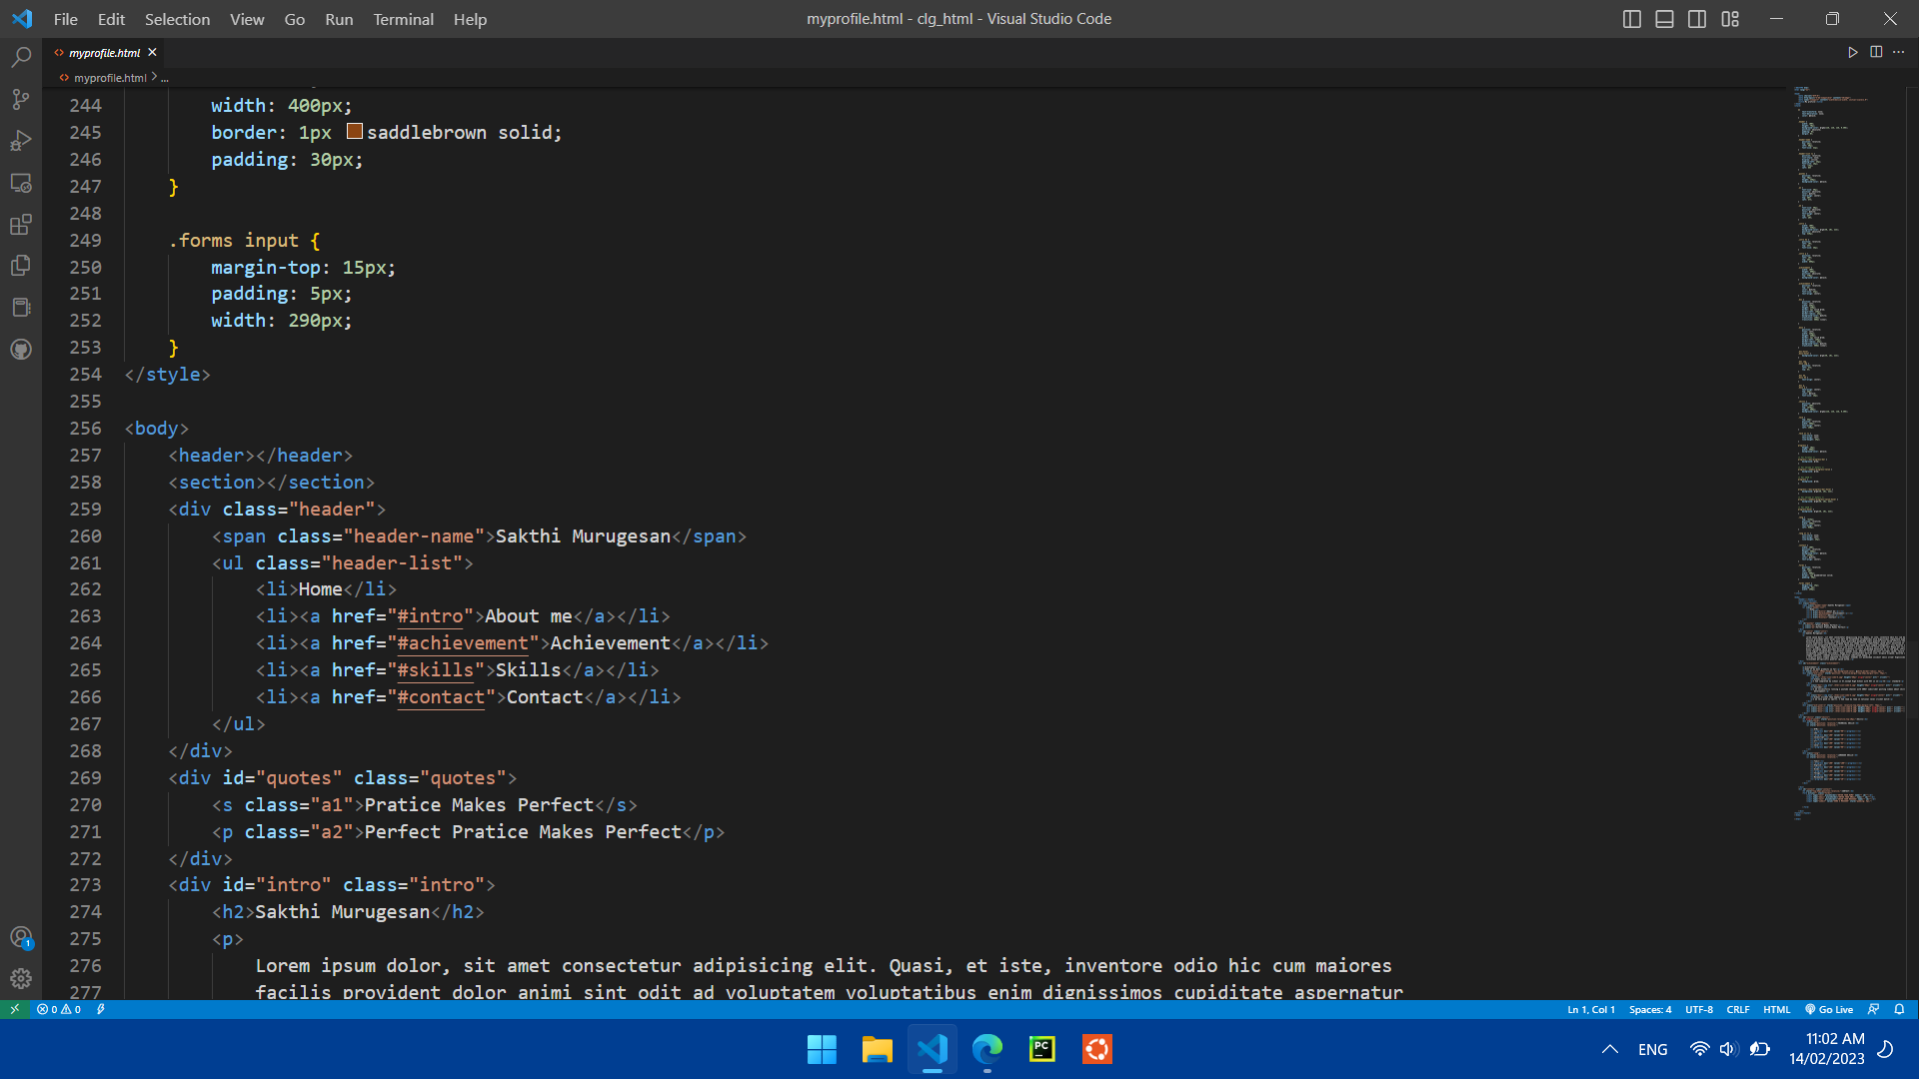 File Edit Selection View Go Run Terminal Help
myprofile.html - clg_html - Visual Studio Code
myprofile.html
myprofile.html > ...
244 width: 400px;
245 border: 1px saddlebrown solid;
246 padding: 30px;
247 }
248
249 .forms input {
250 margin-top: 15px;
251 padding: 5px;
252 width: 290px;
253 }
254 </style>
255
256 <body>
257 <header></header>
258 <section></section>
259 <div class="header">
260 <span class="header-name">Sakthi Murugesan</span>
261 <ul class="header-list">
262 <li>Home</li>
263 <li><a href="#intro">About me</a></li>
264 <li><a href="#achievement">Achievement</a></li>
265 <li><a href="#skills">Skills</a></li>
266 <li><a href="#contact">Contact</a></li>
267 </ul>
268 </div>
269 <div id="quotes" class="quotes">
270 <s class="a1">Pratice Makes Perfect</s>
271 <p class="a2">Perfect Pratice Makes Perfect</p>
272 </div>
273 <div id="intro" class="intro">
274 <h2>Sakthi Murugesan</h2>
275 <p>
276 Lorem ipsum dolor, sit amet consectetur adipisicing elit. Quasi, et iste, inventore odio hic cum maiores
277 facilis provident dolor animi sint odit ad voluptatem voluptatibus enim dignissimos cupiditate aspernatur
1
0 0
Ln 1, Col 1 Spaces: 4 UTF-8 CRLF HTML Go Live
PC
ENG
11:02 AM
14/02/2023